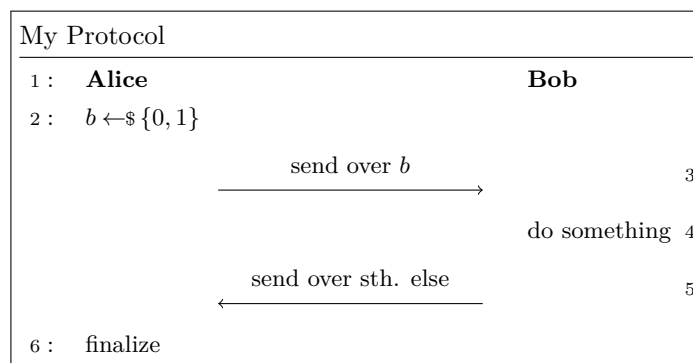 My Protocol
1 : Alice Bob
2 : b ←$ {0, 1}
send over b 3
do something 4
send over sth. else 5
6 : finalize